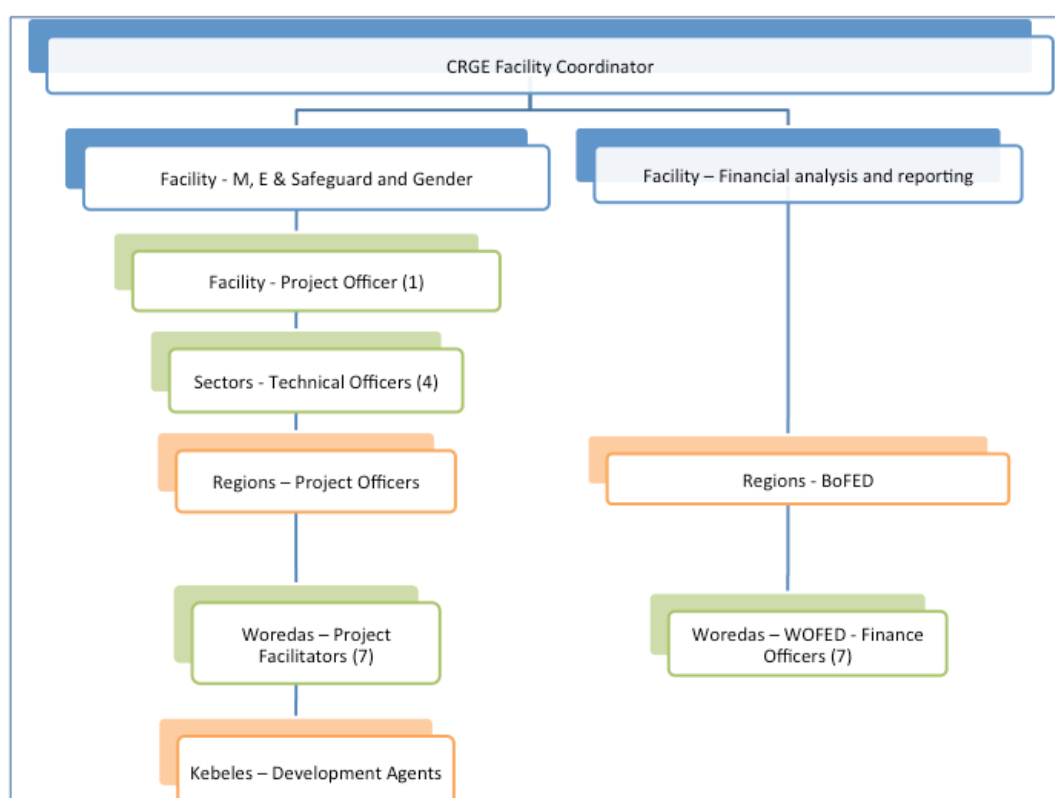 CRGE Facility Coordinator
Facility - M, E & Safeguard and Gender
Facility – Financial analysis and reporting
Facility - Project Officer (1)
Sectors - Technical Officers (4)
Regions – Project Officers
Regions - BoFED
Woredas – Project
Facilitators (7)
Woredas – WOFED - Finance
Officers (7)
Kebeles – Development Agents